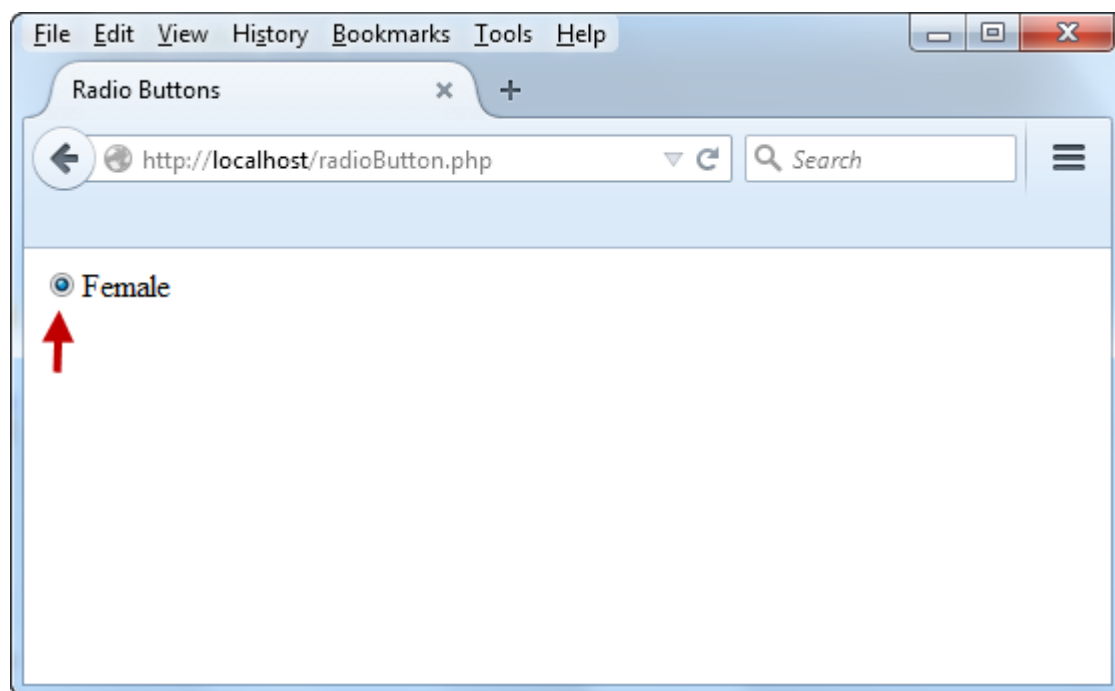 File Edit View History Bookmarks Tools Help
Radio Buttons
http://localhost/radioButton.php Search
Female